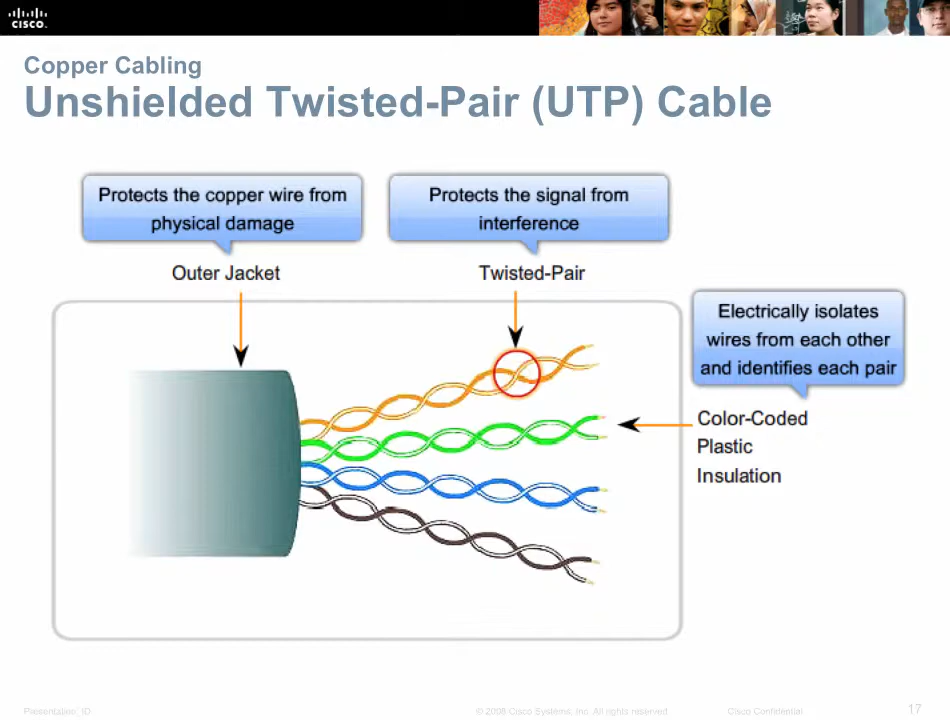 CISCO.
Copper Cabling
Unshielded Twisted-Pair (UTP) Cable
Protects the copper wire from
physical damage
Protects the signal from
interference
Outer Jacket
Twisted-Pair
Electrically isolates
wires from each other
and identifies each pair
Color-Coded
Plastic
Insulation
Presentation_ID
© 2008 Cisco Systems, Inc. All rights reserved.
Cisco Confidential
17